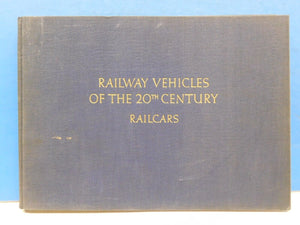 RAILWAY VEHICLES
OF THE 20TH CENTURY
RAILCARS